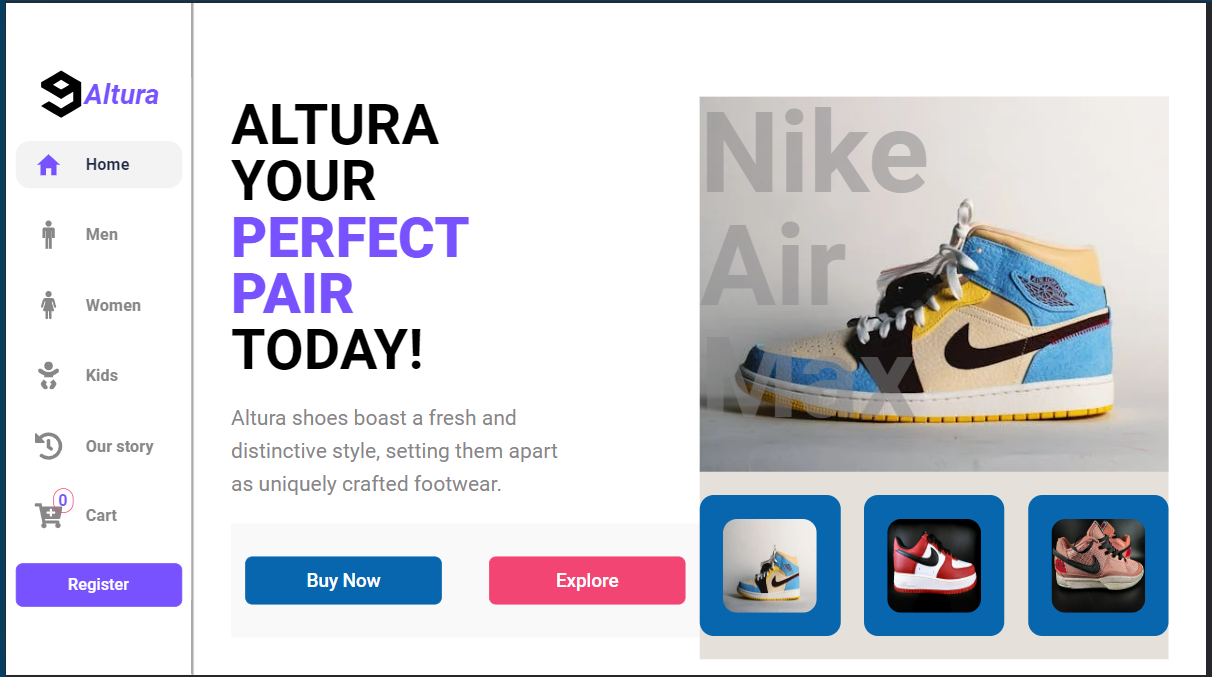 Altura
Home
Men
Women
Kids
Our story
0
Cart
Register
ALTURA
YOUR
PERFECT
PAIR
TODAY!
Altura shoes boast a fresh and
distinctive style, setting them apart
as uniquely crafted footwear.
Buy Now
Explore
Nike
Air
Max